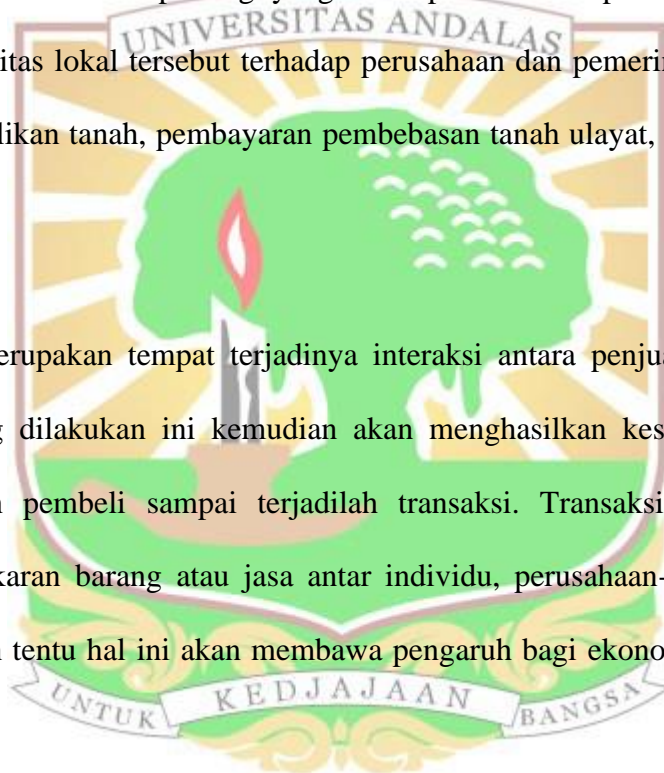 UNIVERSITAS ANDALAS
itas lokal tersebut terhadap perusahaan dan pemerin
likan tanah, pembayaran pembebasan tanah ulayat,
erupakan tempat terjadinya interaksi antara penjua
g dilakukan ini kemudian akan menghasilkan kes
n pembeli sampai terjadilah transaksi. Transaksi
karan barang atau jasa antar individu, perusahaan-
n tentu hal ini akan membawa pengaruh bagi ekono
UNTUK KEDJAJAAN BANGSA